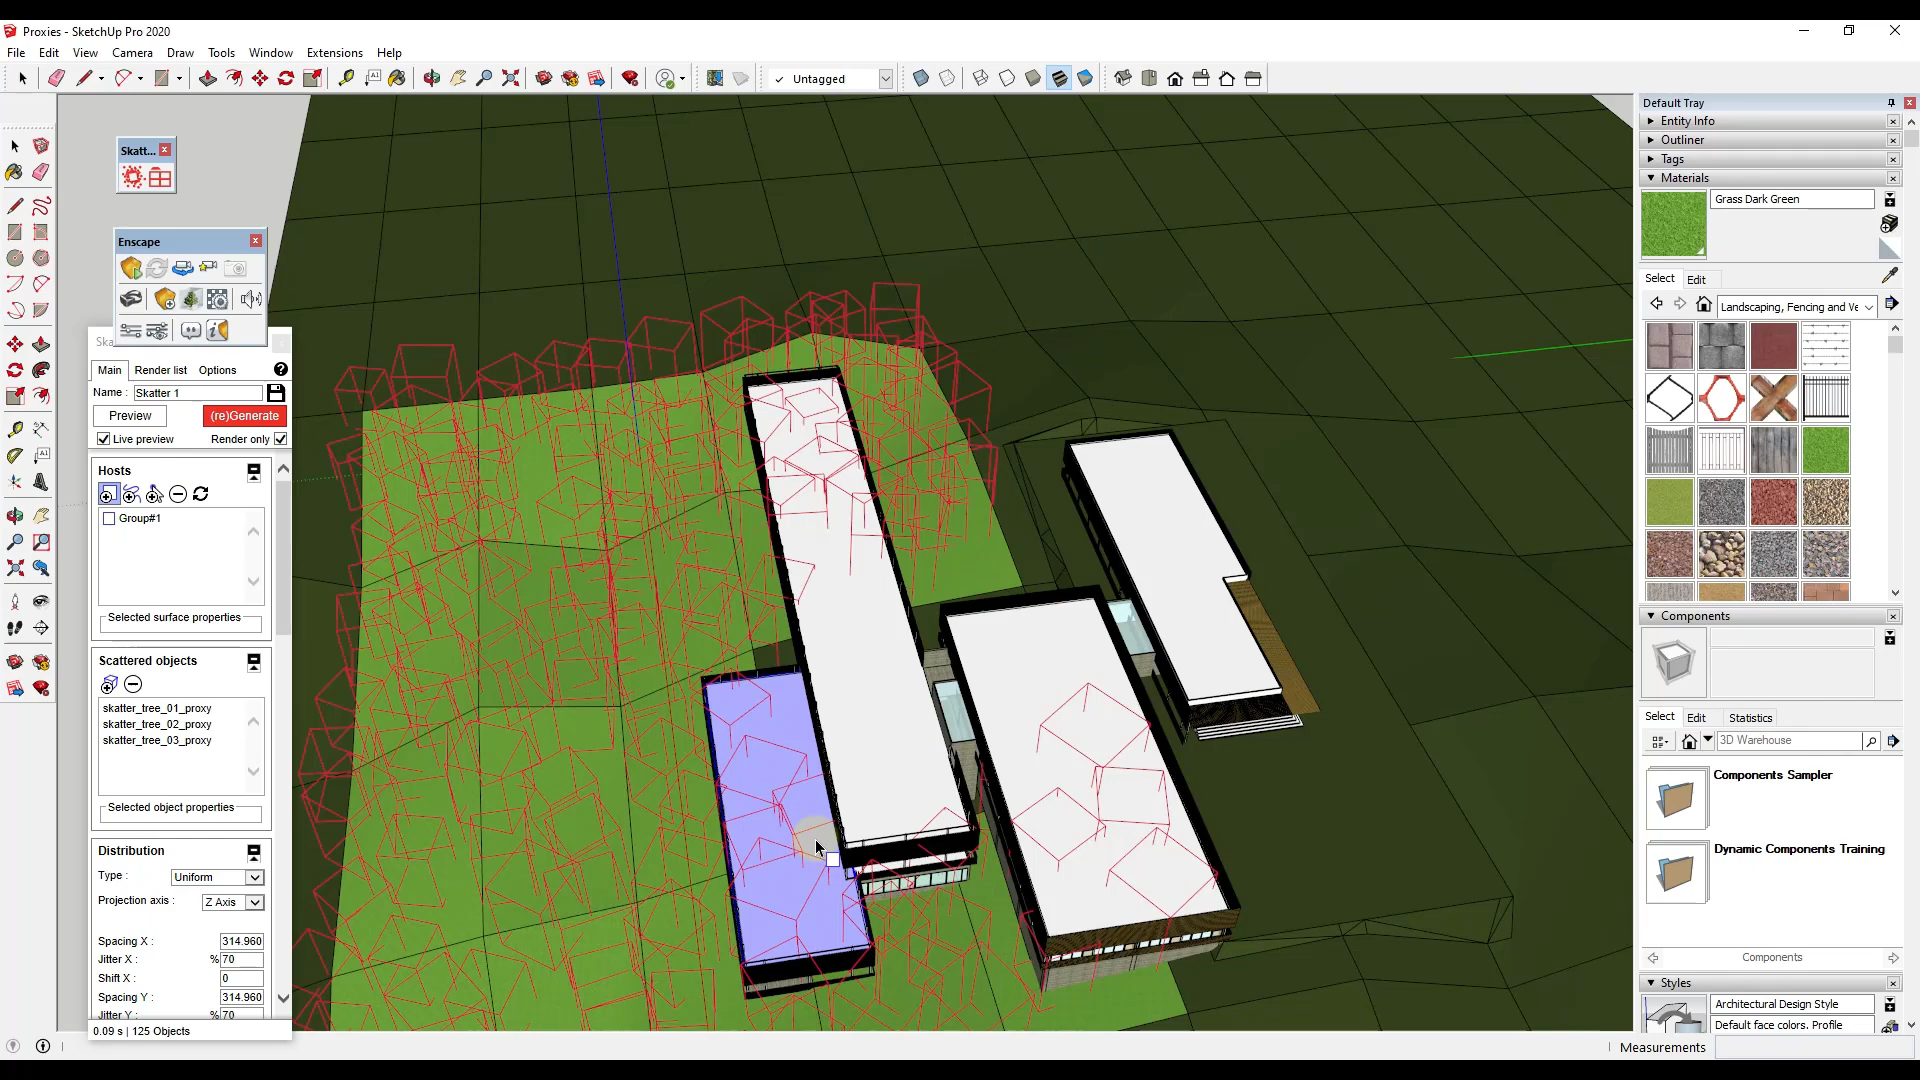 Proxies - SketchUp Pro 2020
File Edit View Camera Draw Tools Window Extensions Help
Untagged
Default Tray
Entity Info
Outliner
Tags
Materials
Grass Dark Green
Select Edit
Landscaping, Fencing and Ve
Components
Select Edit Statistics
3D Warehouse
Components Sampler
Dynamic Components Training
Components
Styles
Architectural Design Style
Default face colors. Profile
Measurements
Skatt...
Enscape
Ska
Main Render list Options
Name : Skatter 1
Preview (re)Generate
Live preview Render only
Hosts
Group#1
Selected surface properties
Scattered objects
skatter_tree_01_proxy
skatter_tree_02_proxy
skatter_tree_03_proxy
Selected object properties
Distribution
Type : Uniform
Projection axis : Z Axis
Spacing X : 314.960
Jitter X : % 70
Shift X : 0
Spacing Y : 314.960
Jitter Y : % 70
0.09 s | 125 Objects